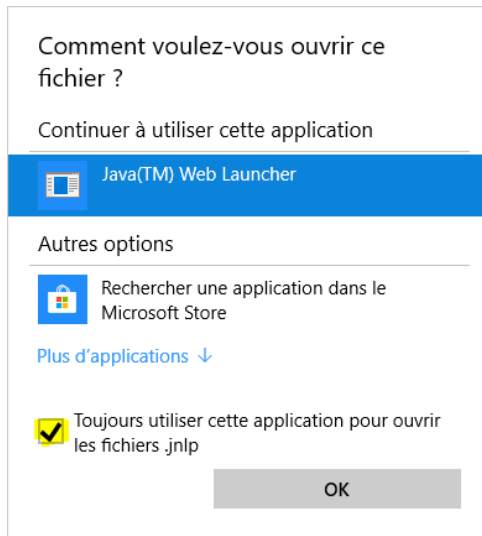 Comment voulez-vous ouvrir ce
fichier ?
Continuer à utiliser cette application
Java(TM) Web Launcher
Autres options
Rechercher une application dans le
Microsoft Store
Plus d’applications ↓
Toujours utiliser cette application pour ouvrir
les fichiers .jnlp
OK